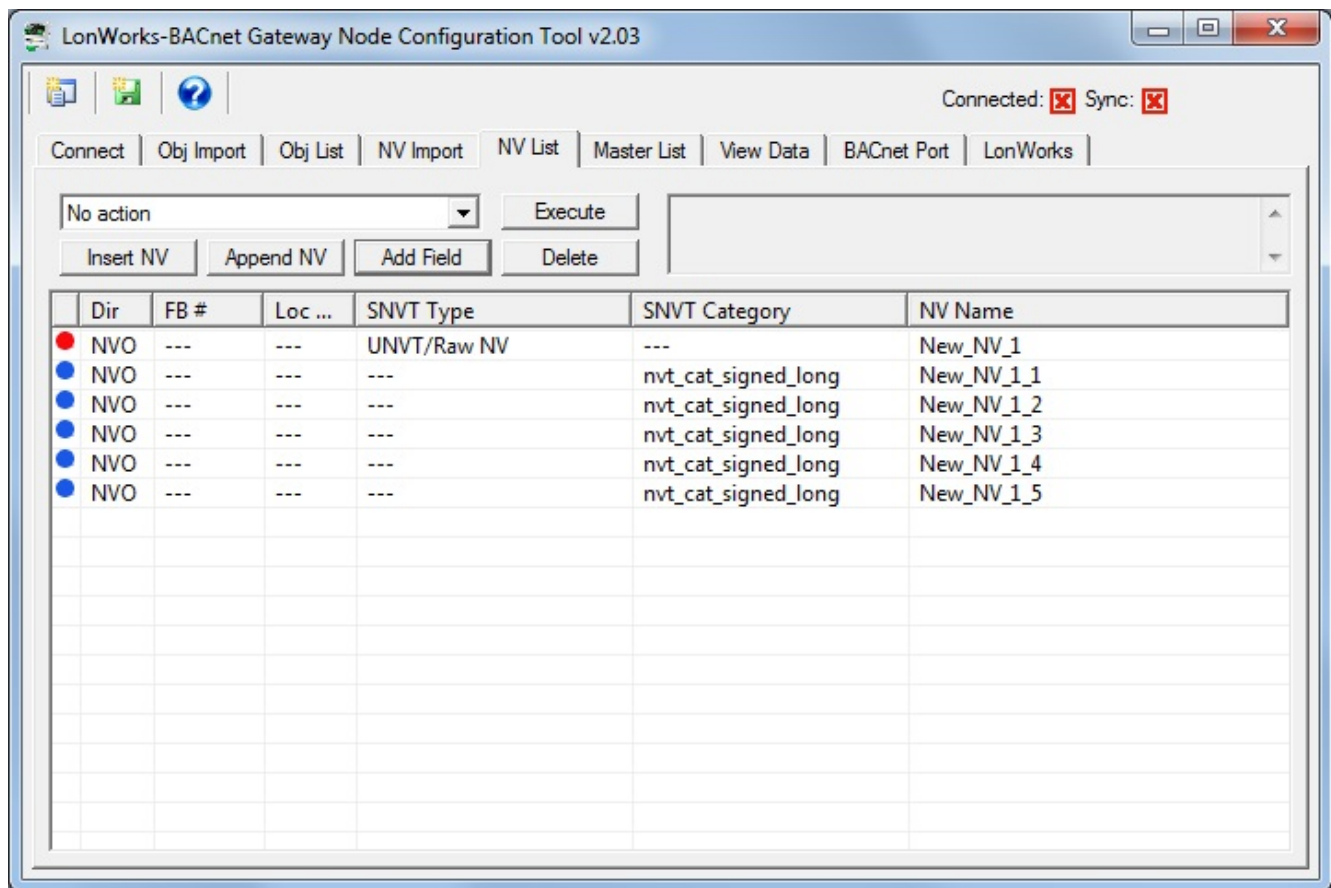 LonWorks-BACnet Gateway Node Configuration Tool v2.03
Connected: Sync:
Connect Obj Import Obj List NV Import NV List Master List View Data BACnet Port LonWorks
No action Execute
Insert NV Append NV Add Field Delete
Dir FB # Loc ... SNVT Type SNVT Category NV Name
NVO --- --- UNVT/Raw NV --- New_NV_1
NVO --- --- --- nvt_cat_signed_long New_NV_1_1
NVO --- --- --- nvt_cat_signed_long New_NV_1_2
NVO --- --- --- nvt_cat_signed_long New_NV_1_3
NVO --- --- --- nvt_cat_signed_long New_NV_1_4
NVO --- --- --- nvt_cat_signed_long New_NV_1_5